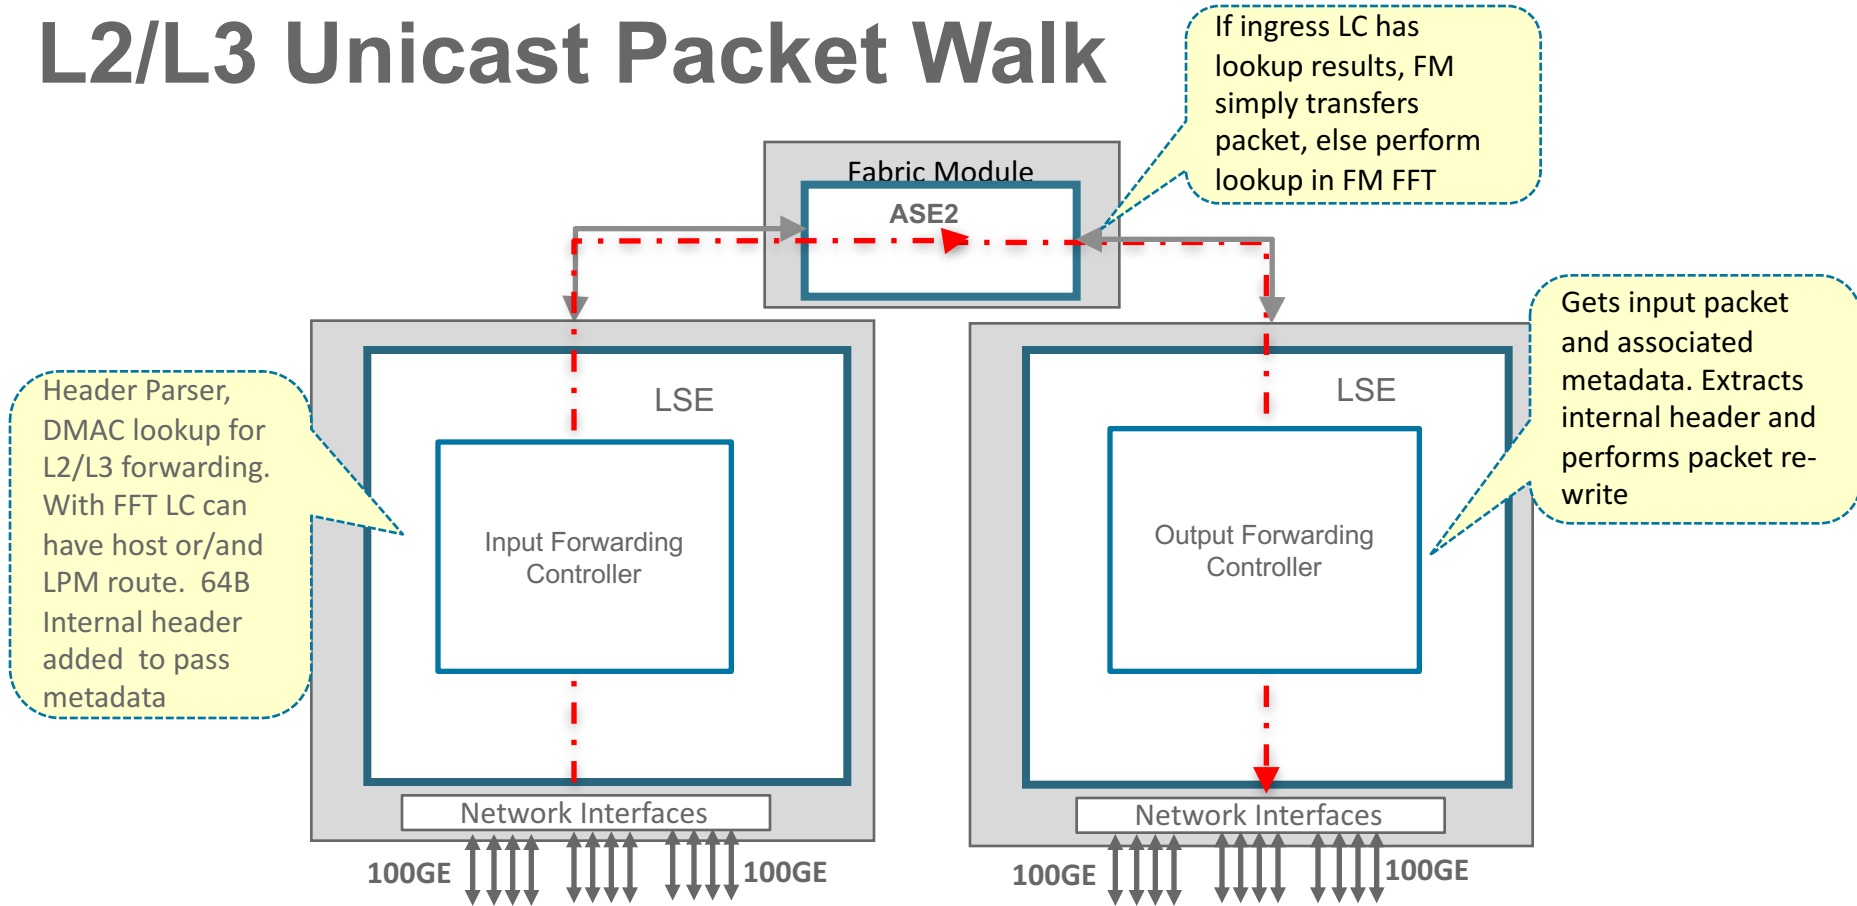 L2/L3 Unicast Packet Walk
If ingress LC has
lookup results, FM
simply transfers
packet, else perform
lookup in FM FFT
Fabric Module
ASE2
Header Parser,
DMAC lookup for
L2/L3 forwarding.
With FFT LC can
have host or/and
LPM route.  64B
Internal header
added  to pass
metadata
LSE
Input Forwarding
Controller
Network Interfaces
100GE
100GE
LSE
Output Forwarding
Controller
Network Interfaces
100GE
100GE
Gets input packet
and associated
metadata. Extracts
internal header and
performs packet re-
write